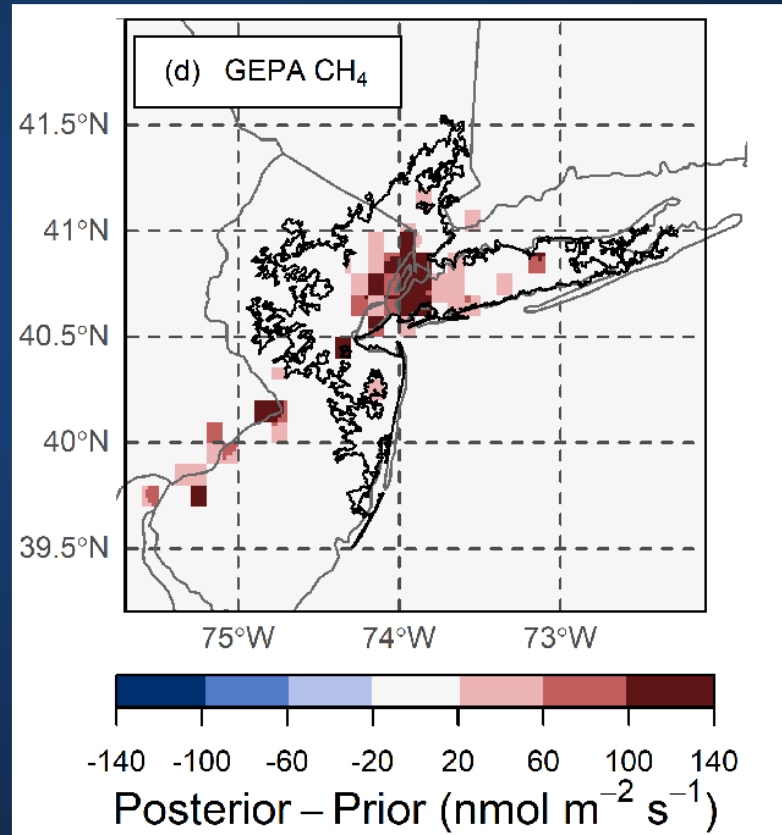 (d) GEPA CH₄
41.5°N
41°N
40.5°N
40°N
39.5°N
75°W 74°W 73°W
-140 -100 -60 -20 20 60 100 140
Posterior – Prior (nmol m⁻² s⁻¹)